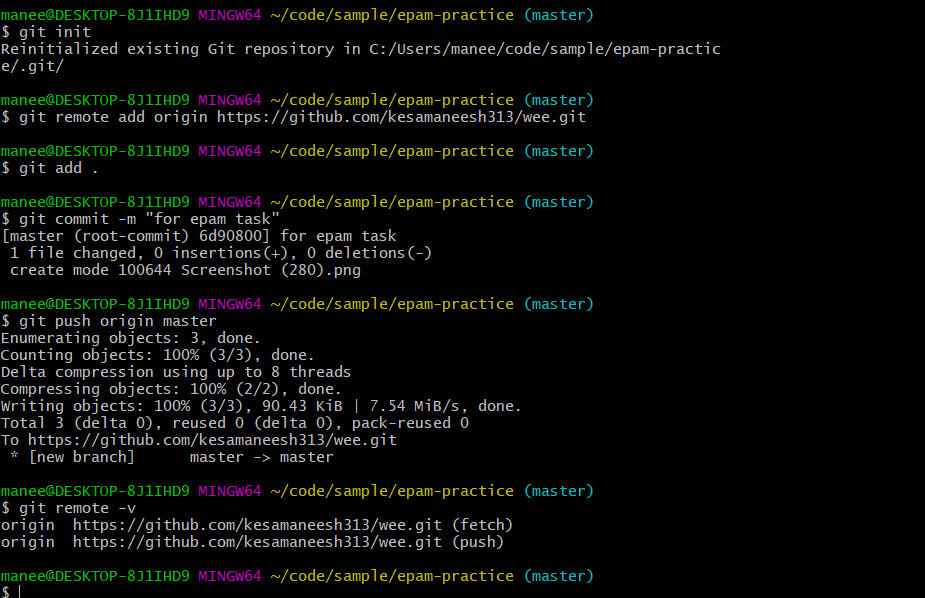 manee@DESKTOP-8J1IHD9 MINGW64 ~/code/sample/epam-practice (master)
$ git init
Reinitialized existing Git repository in C:/Users/manee/code/sample/epam-practic
e/.git/
manee@DESKTOP-8J1IHD9 MINGW64 ~/code/sample/epam-practice (master)
$ git remote add origin https://github.com/kesamaneesh313/wee.git
manee@DESKTOP-8J1IHD9 MINGW64 ~/code/sample/epam-practice (master)
$ git add .
manee@DESKTOP-8J1IHD9 MINGW64 ~/code/sample/epam-practice (master)
$ git commit -m "for epam task"
[master (root-commit) 6d90800] for epam task
 1 file changed, 0 insertions(+), 0 deletions(-)
 create mode 100644 Screenshot (280).png
manee@DESKTOP-8J1IHD9 MINGW64 ~/code/sample/epam-practice (master)
$ git push origin master
Enumerating objects: 3, done.
Counting objects: 100% (3/3), done.
Delta compression using up to 8 threads
Compressing objects: 100% (2/2), done.
Writing objects: 100% (3/3), 90.43 KiB | 7.54 MiB/s, done.
Total 3 (delta 0), reused 0 (delta 0), pack-reused 0
To https://github.com/kesamaneesh313/wee.git
 * [new branch]      master -> master
manee@DESKTOP-8J1IHD9 MINGW64 ~/code/sample/epam-practice (master)
$ git remote -v
origin  https://github.com/kesamaneesh313/wee.git (fetch)
origin  https://github.com/kesamaneesh313/wee.git (push)
manee@DESKTOP-8J1IHD9 MINGW64 ~/code/sample/epam-practice (master)
$